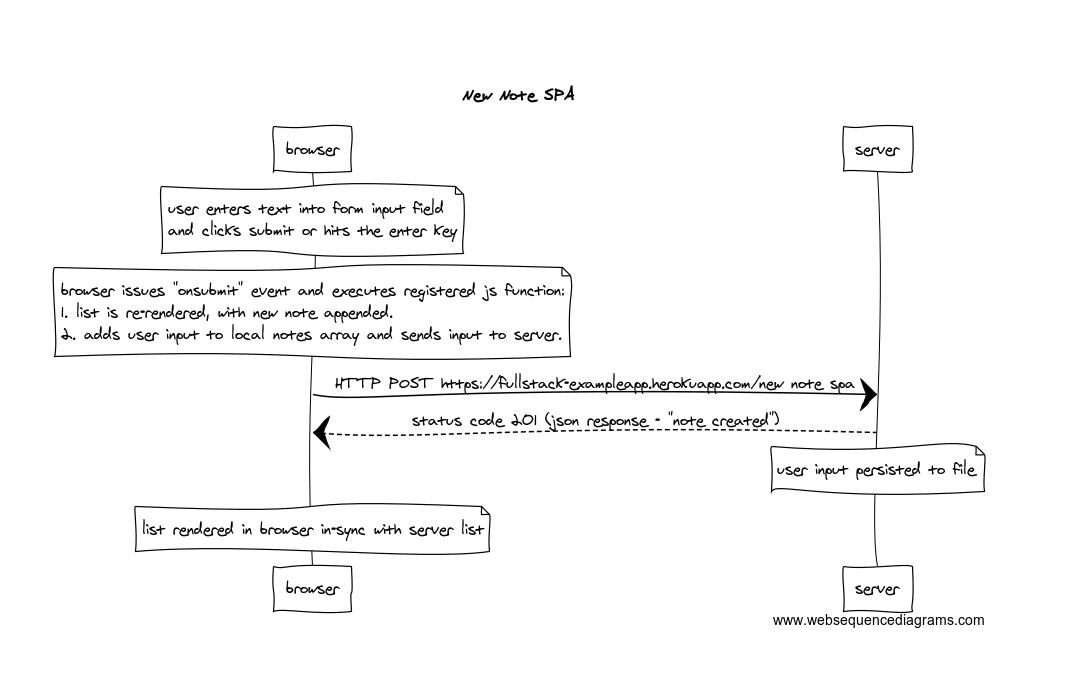 New Note SPA
browser
server
user enters text into form input field
and clicks submit or hits the enter key
browser issues "onsubmit" event and executes registered js function:
1. list is re-rendered, with new note appended.
2. adds user input to local notes array and sends input to server.
HTTP POST https://fullstack-exampleapp.herokuapp.com/new_note_spa
status code 201 (json response - "note created")
user input persisted to file
list rendered in browser in-sync with server list
browser
server
www.websequencediagrams.com